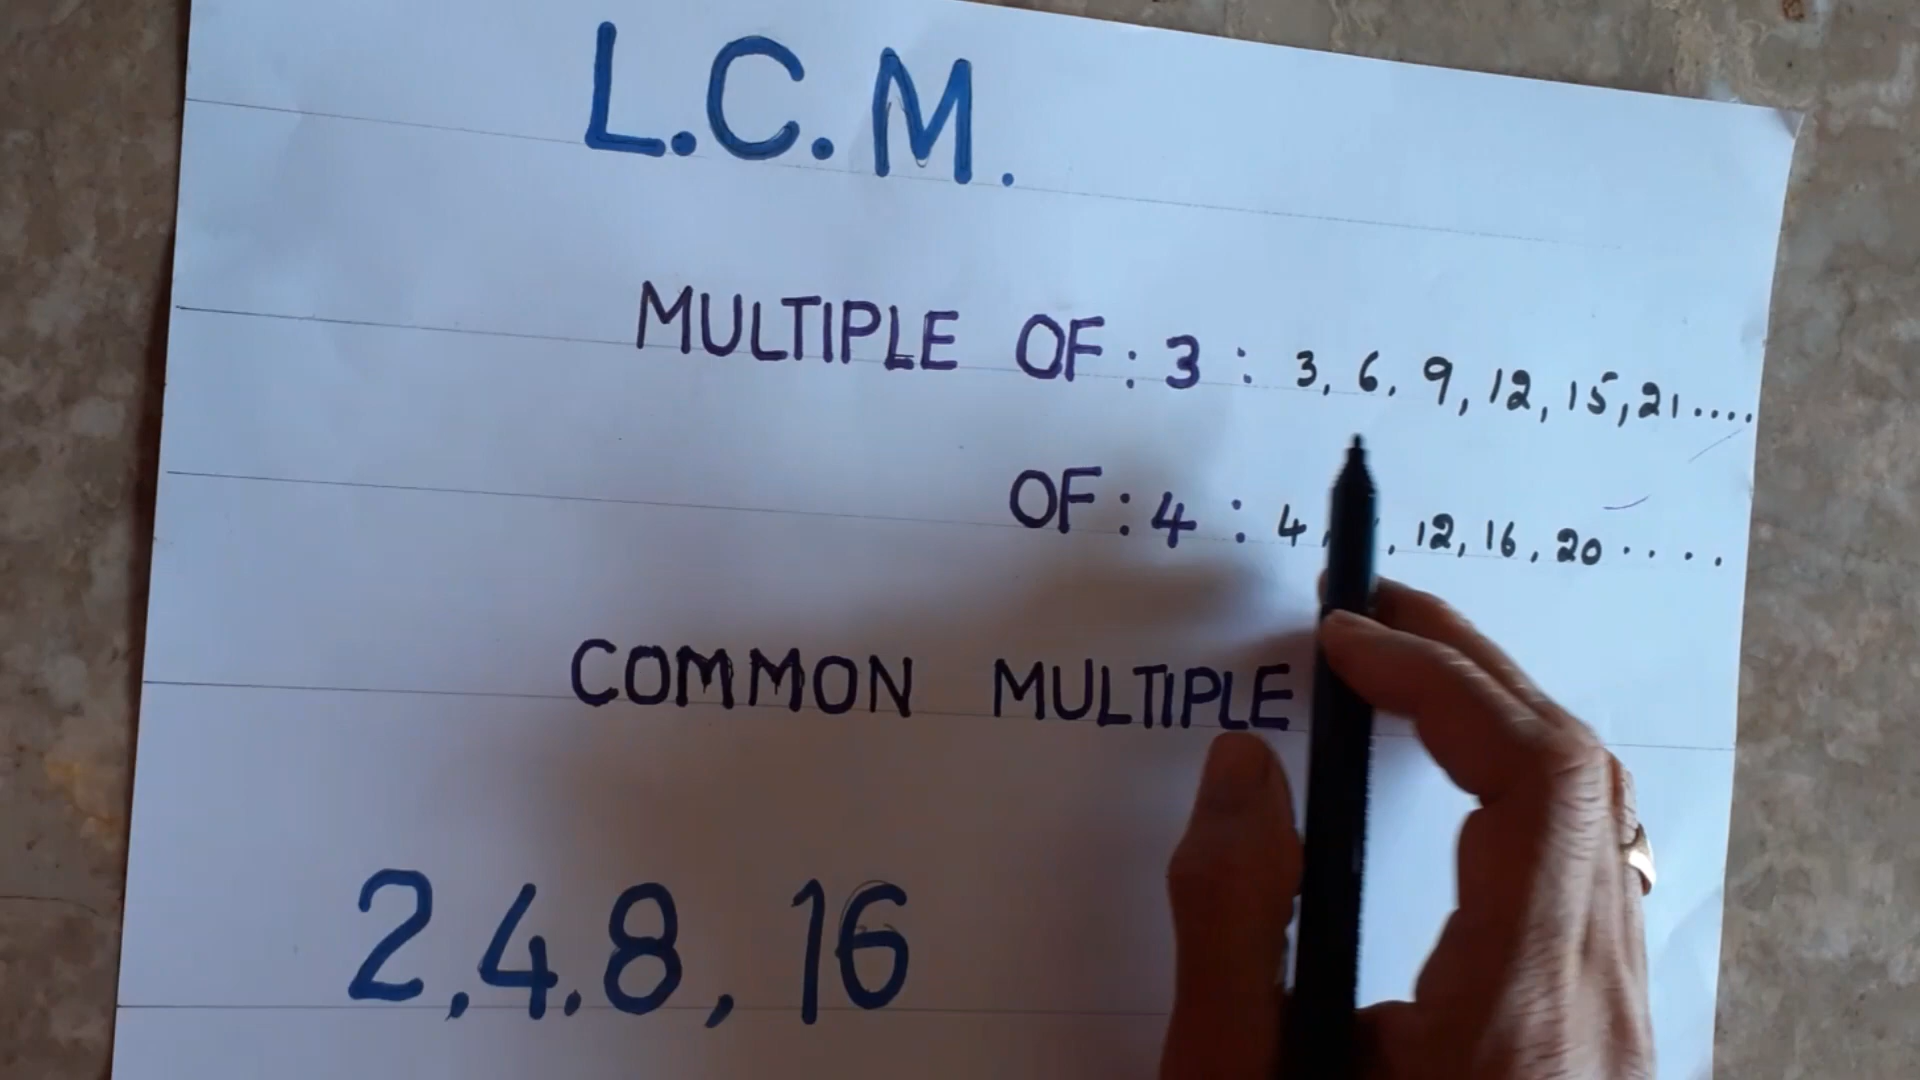 L.C.M.
MULTIPLE OF: 3 : 3, 6, 9, 12, 15, 21....
OF: 4 : 4, , 12, 16, 20....
COMMON MULTIPLE
2,4.8, 16